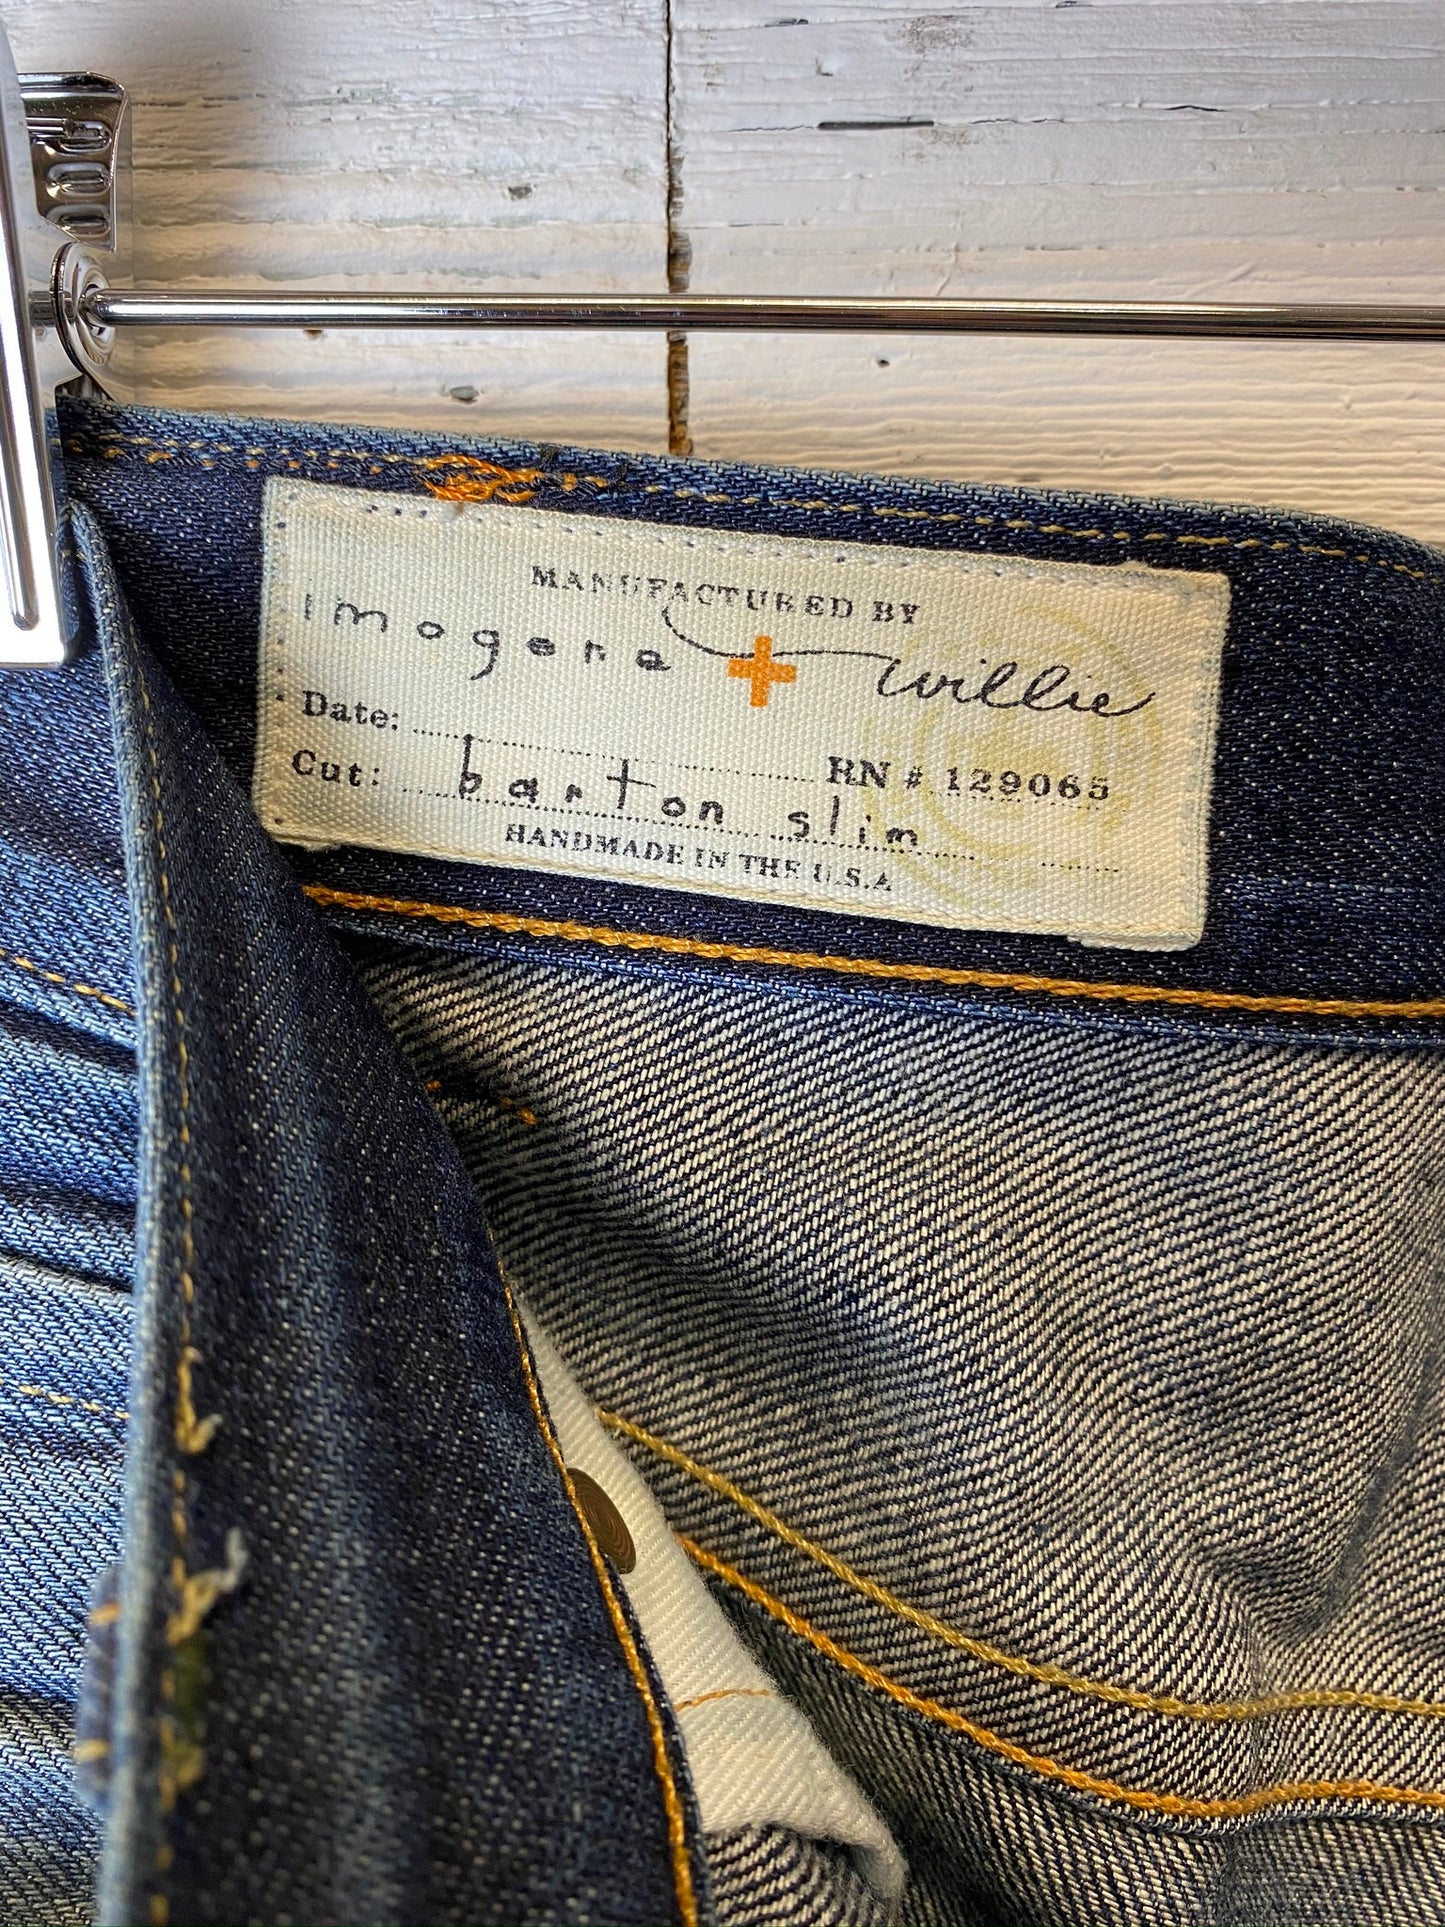 MANUFACTURED BY
imogene + willie
Date: RN # 129065
Cut: barton slim
HANDMADE IN THE U.S.A